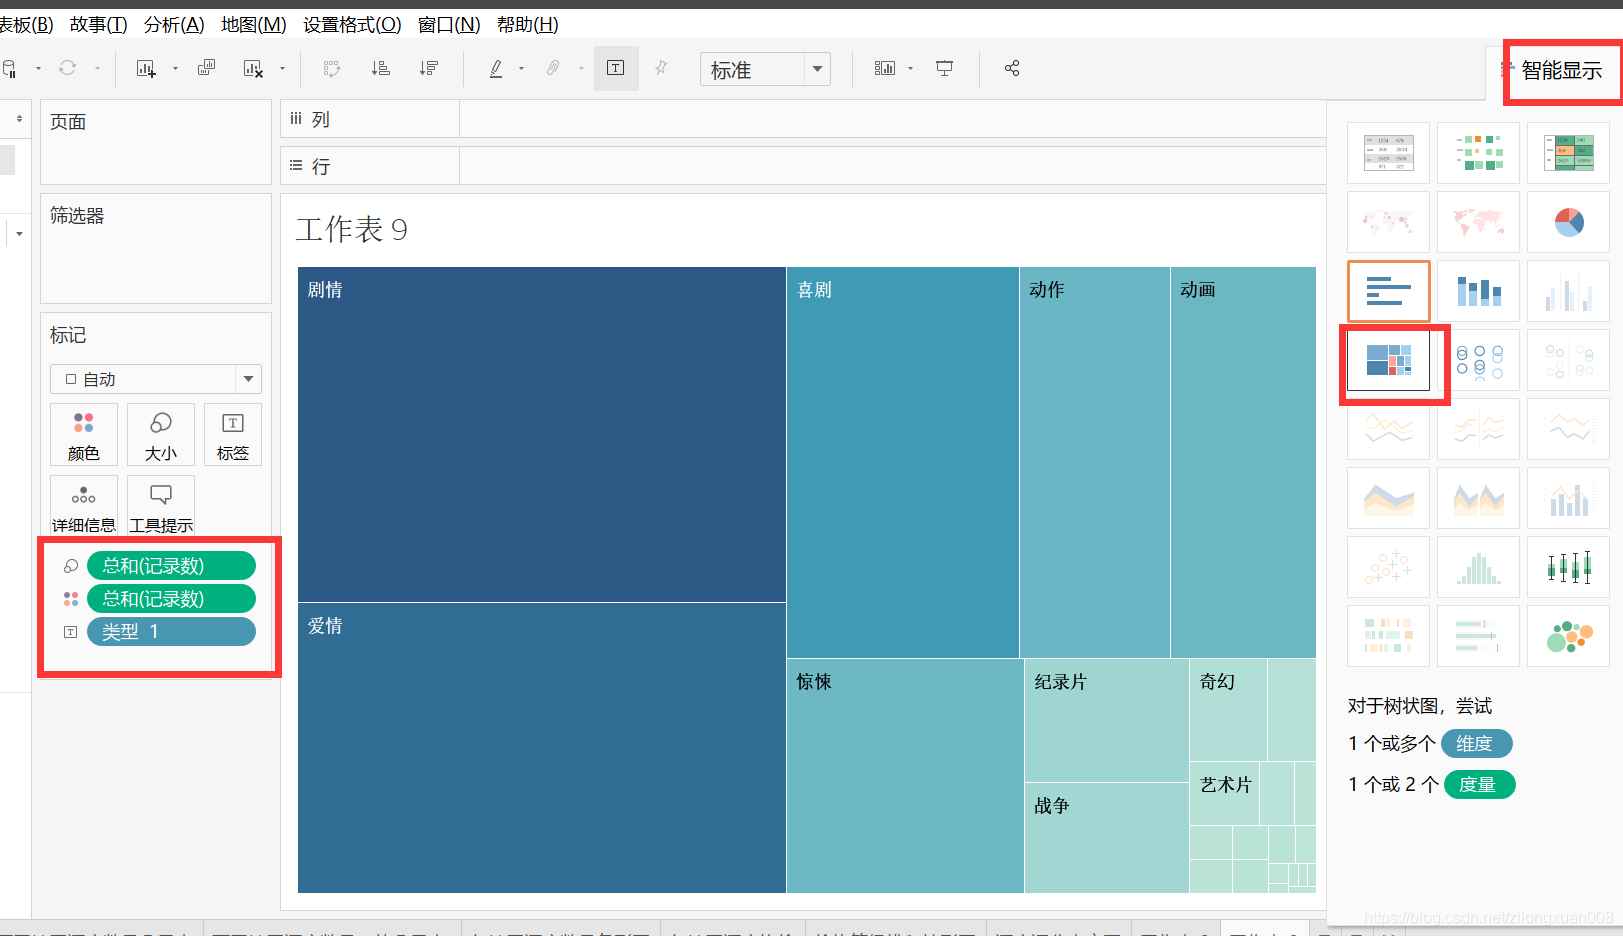 表板(B) 故事(T) 分析(A) 地图(M) 设置格式(O) 窗口(N) 帮助(H)
标准
智能显示
页面
列
行
筛选器
工作表 9
标记
自动
颜色 大小 标签
详细信息 工具提示
总和(记录数)
总和(记录数)
类型 1
剧情
喜剧
动作
动画
爱情
惊悚
纪录片
奇幻
艺术片
战争
对于树状图，尝试
1 个或多个 维度
1 个或 2 个 度量
https://blog.csdn.net/zilongxuan008